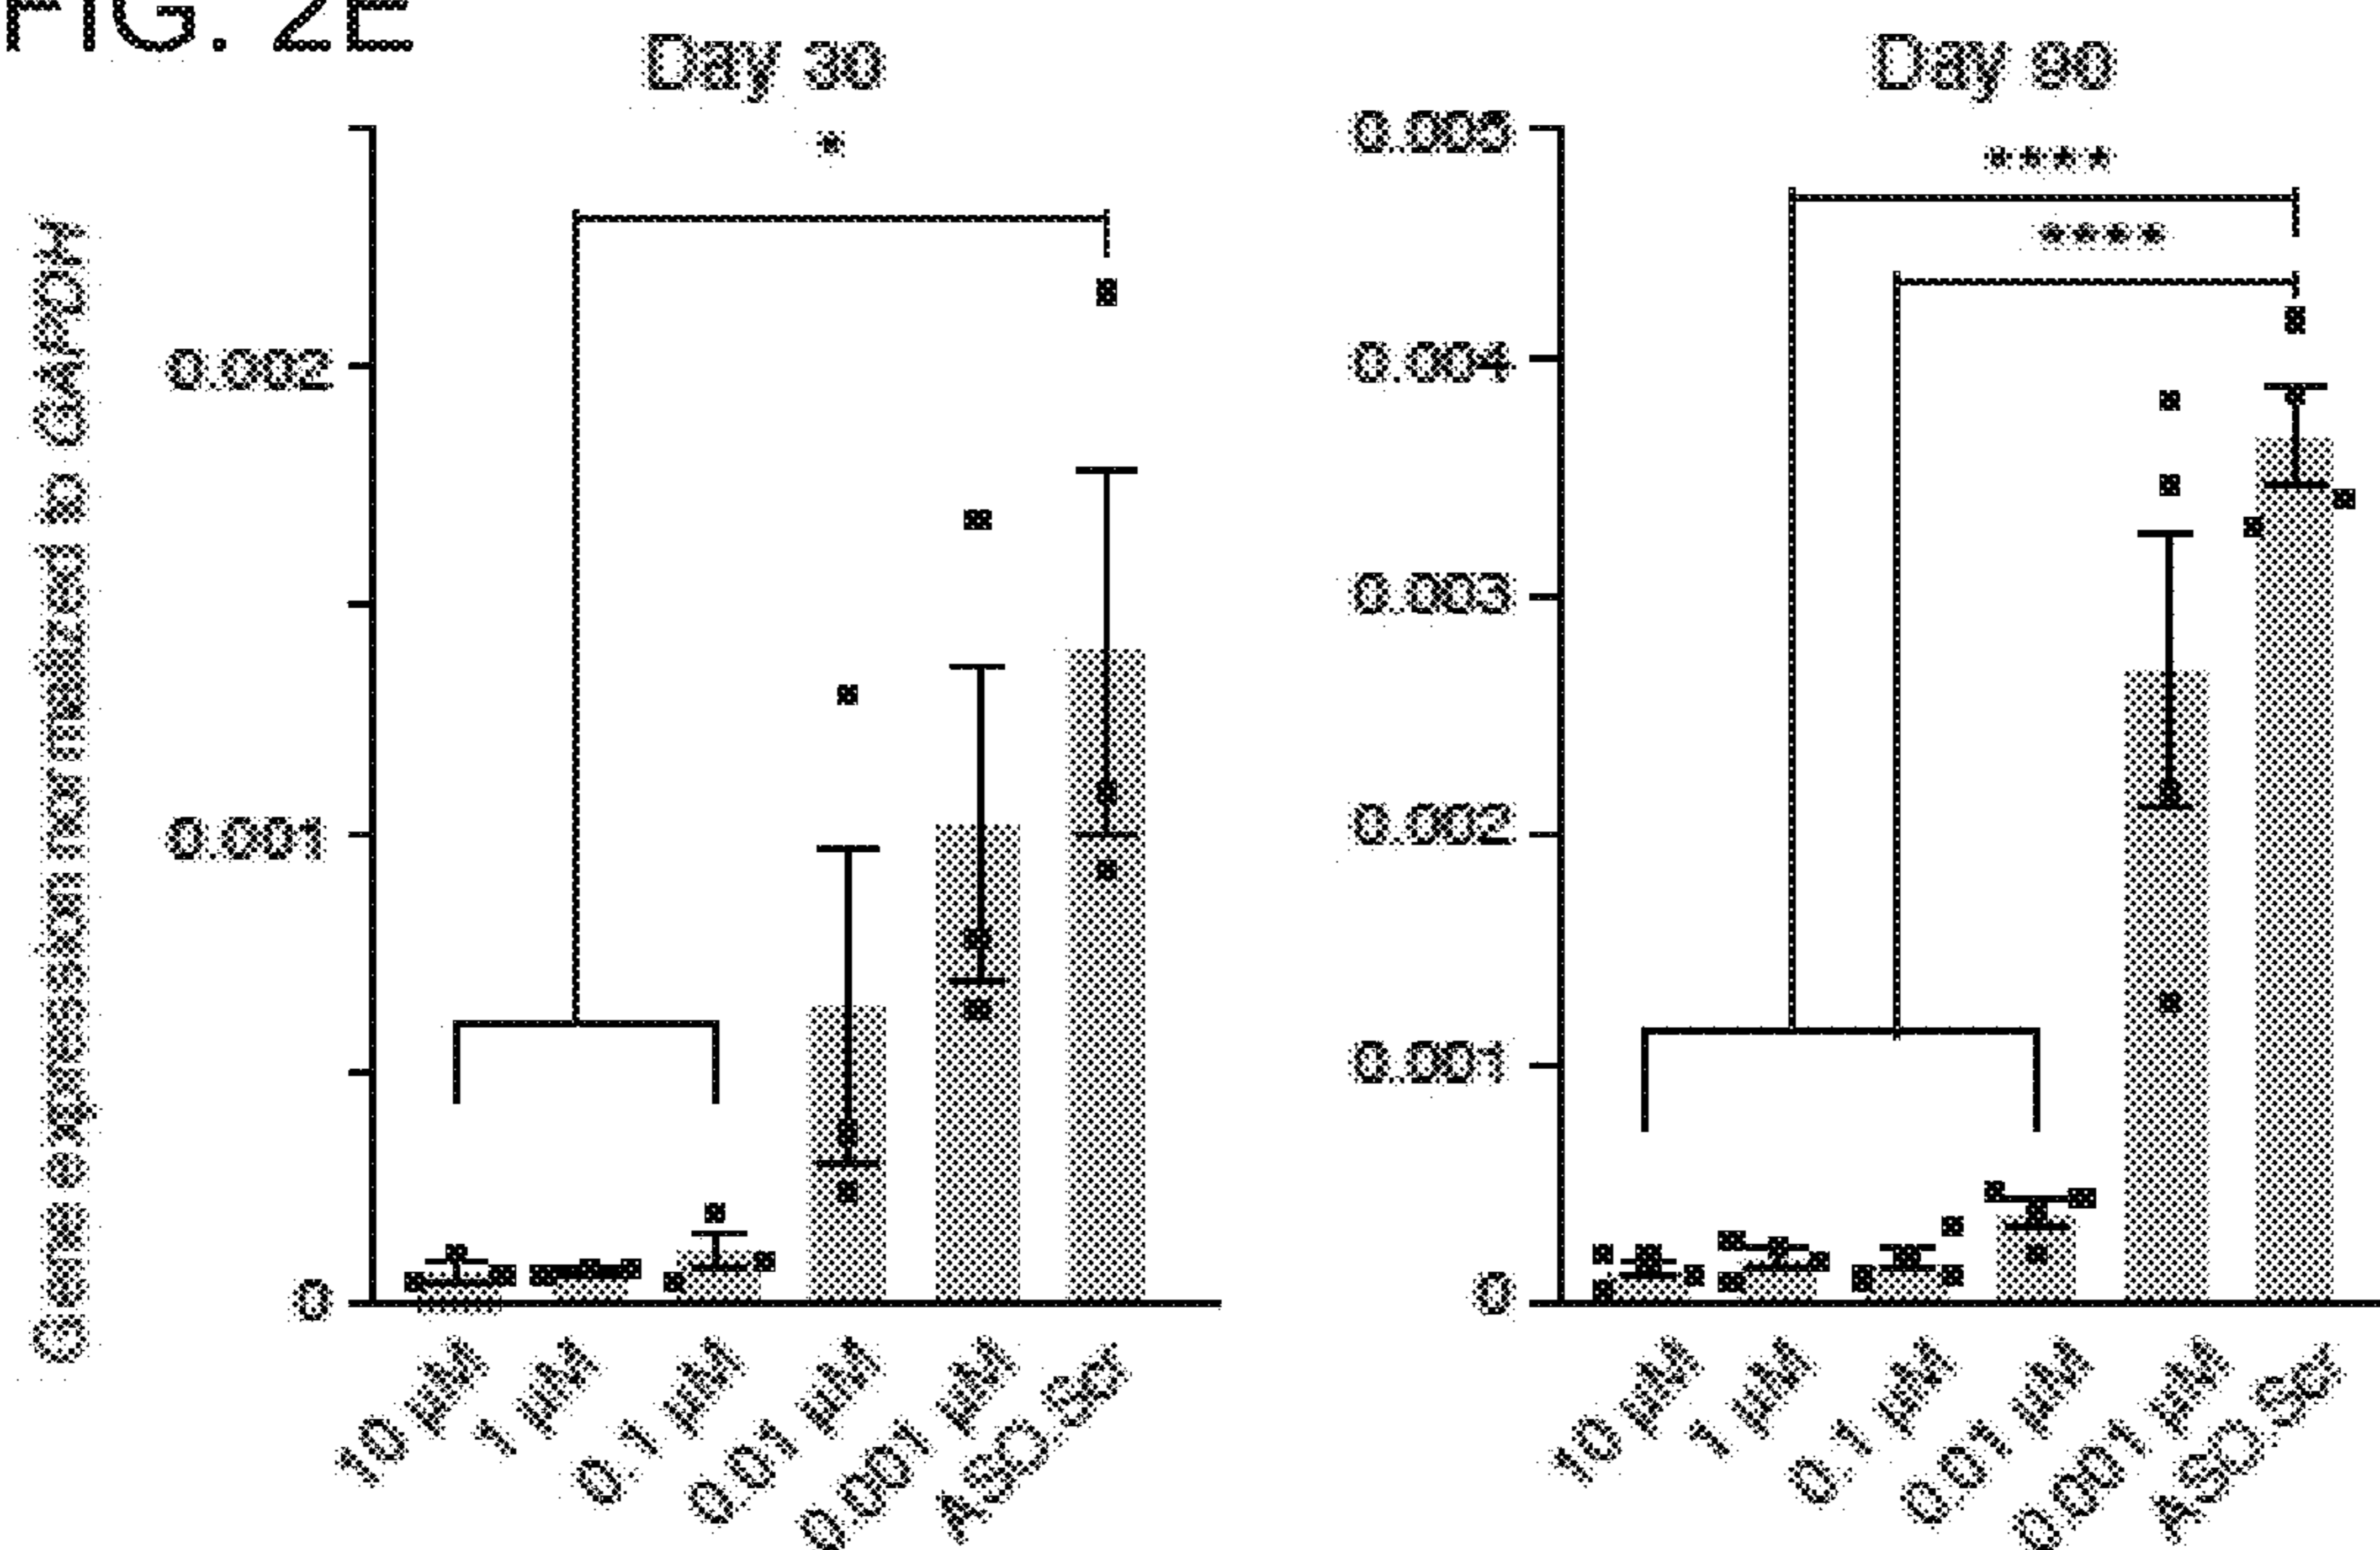 FIG. 2E
Day 30
*
Gene expression normalized to GAPDH
0.002
0.001
0
10 µM
1 µM
0.1 µM
0.01 µM
0.001 µM
ASO.Scr
Day 90
****
****
0.005
0.004
0.003
0.002
0.001
0
10 µM
1 µM
0.1 µM
0.01 µM
0.001 µM
ASO.Scr